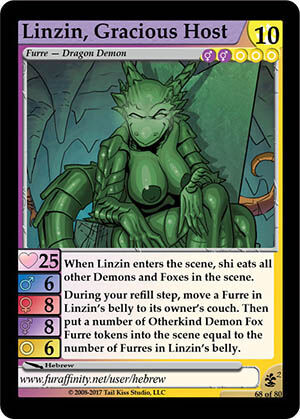 Linzin, Gracious Host
10
Furre — Dragon Demon
25
6
8
8
6
When Linzin enters the scene, shi eats all
other Demons and Foxes in the scene.
During your refill step, move a Furre in
Linzin's belly to its owner's couch. Then
put a number of Otherkind Demon Fox
Furre tokens into the scene equal to the
number of Furres in Linzin's belly.
Hebrew
www.furaffinity.net/user/hebrew
© 2008-2017 Tail Kiss Studio, LLC
68 of 80
2